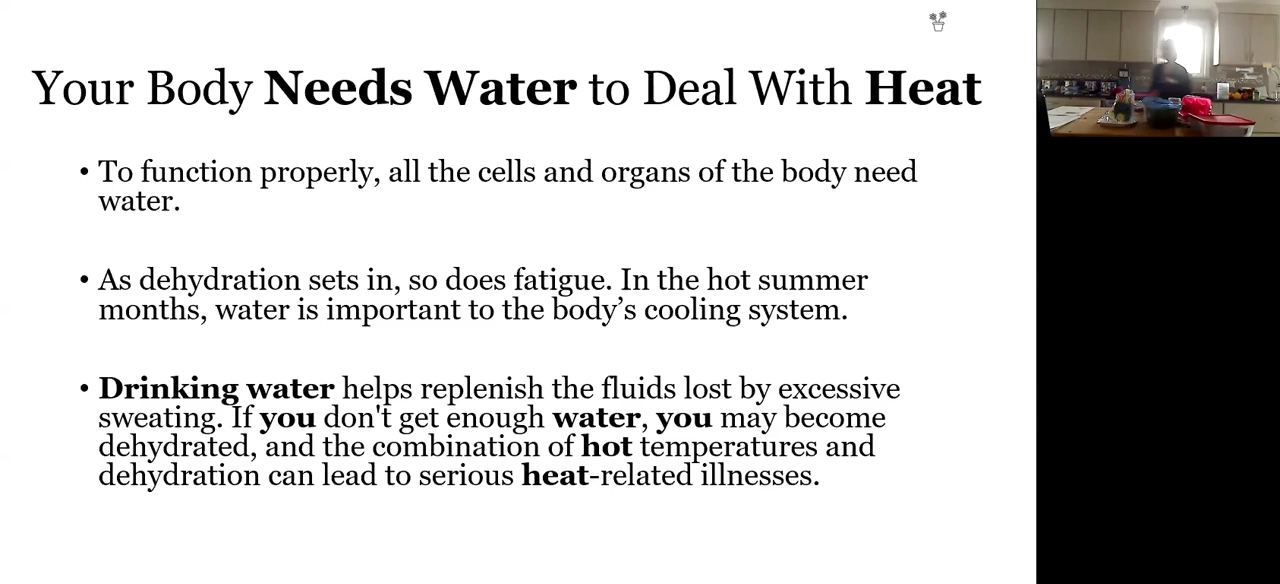 Your Body Needs Water to Deal With Heat
• To function properly, all the cells and organs of the body need
water.
• As dehydration sets in, so does fatigue. In the hot summer
months, water is important to the body’s cooling system.
• Drinking water helps replenish the fluids lost by excessive
sweating. If you don't get enough water, you may become
dehydrated, and the combination of hot temperatures and
dehydration can lead to serious heat-related illnesses.